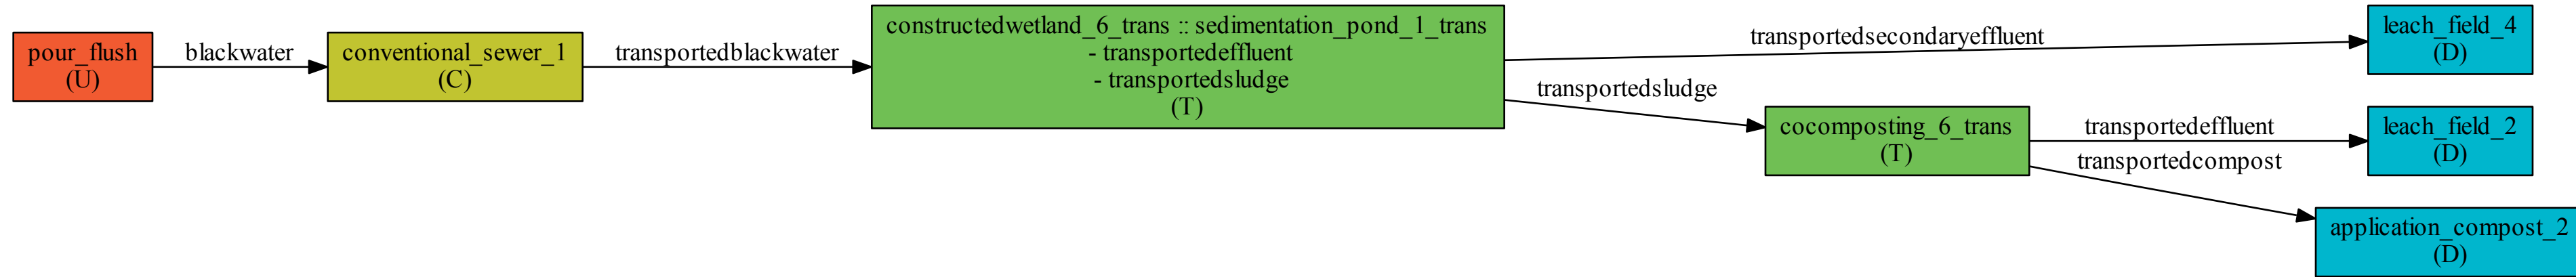 pour_flush
(U)
blackwater
conventional_sewer_1
(C)
transportedblackwater
constructedwetland_6_trans :: sedimentation_pond_1_trans
- transportedeffluent
- transportedsludge
(T)
transportedsecondaryeffluent
leach_field_4
(D)
transportedsludge
cocomposting_6_trans
(T)
transportedeffluent
leach_field_2
(D)
transportedcompost
application_compost_2
(D)